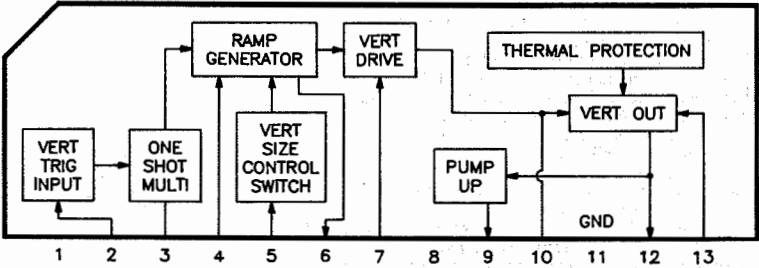 RAMP
GENERATOR
VERT
DRIVE
THERMAL PROTECTION
VERT OUT
VERT
TRIG
INPUT
ONE
SHOT
MULTI
VERT
SIZE
CONTROL
SWITCH
PUMP
UP
GND
1 2 3 4 5 6 7 8 9 10 11 12 13